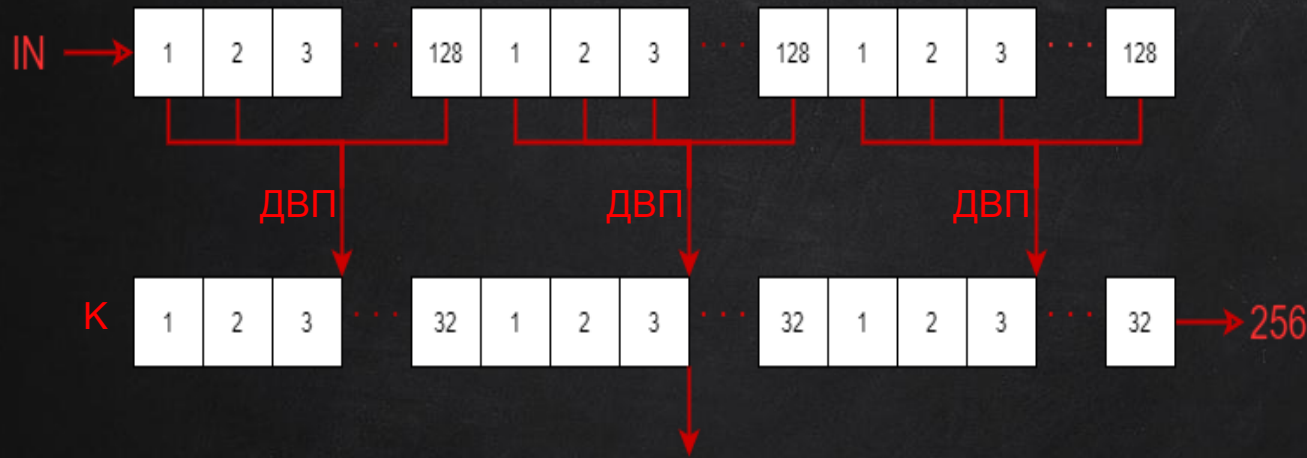 IN 1 2 3 ... 128 1 2 3 ... 128 1 2 3 ... 128
ДВП ДВП ДВП
К 1 2 3 ... 32 1 2 3 ... 32 1 2 3 ... 32 256